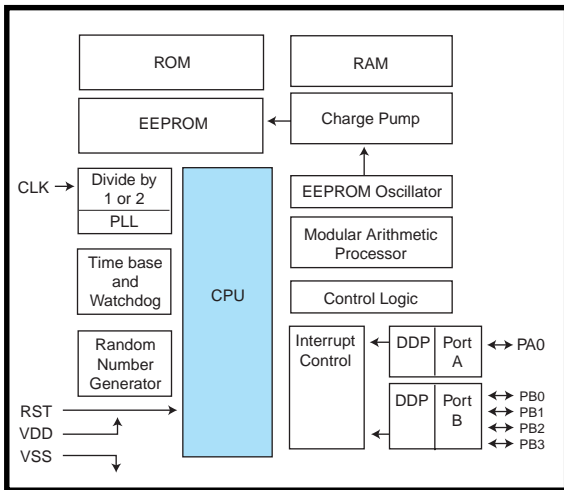 ROM
RAM
EEPROM
Charge Pump
CLK
Divide by
1 or 2
PLL
EEPROM Oscillator
Modular Arithmetic
Processor
Time base
and
Watchdog
CPU
Control Logic
Random
Number
Generator
Interrupt
Control
DDP
Port
A
PA0
DDP
Port
B
PB0
PB1
PB2
PB3
RST
VDD
VSS